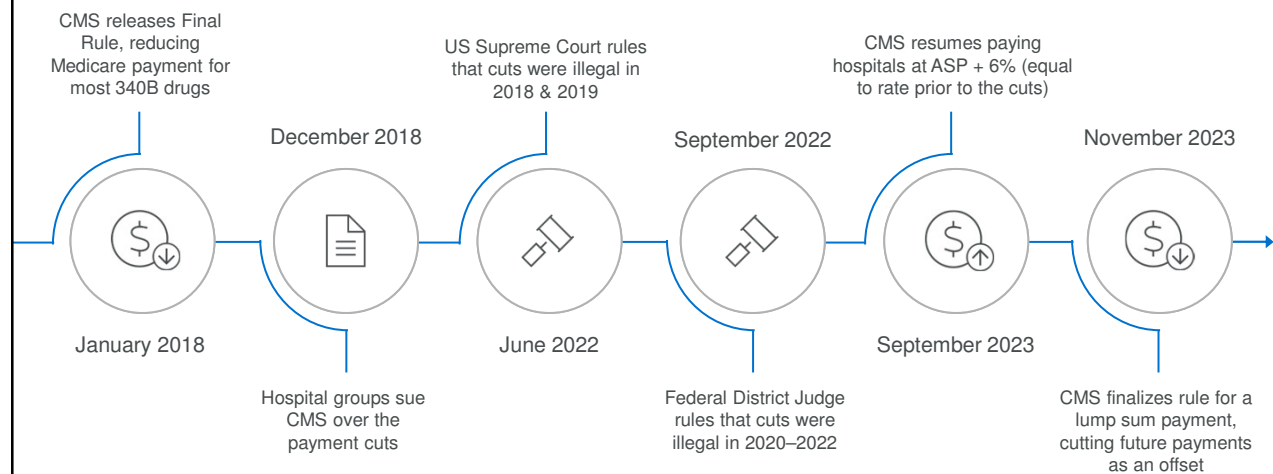 CMS releases Final
Rule, reducing
Medicare payment for
most 340B drugs
January 2018
December 2018
Hospital groups sue
CMS over the
payment cuts
US Supreme Court rules
that cuts were illegal in
2018 & 2019
June 2022
September 2022
Federal District Judge
rules that cuts were
illegal in 2020–2022
CMS resumes paying
hospitals at ASP + 6% (equal
to rate prior to the cuts)
September 2023
November 2023
CMS finalizes rule for a
lump sum payment,
cutting future payments
as an offset
$
$
$